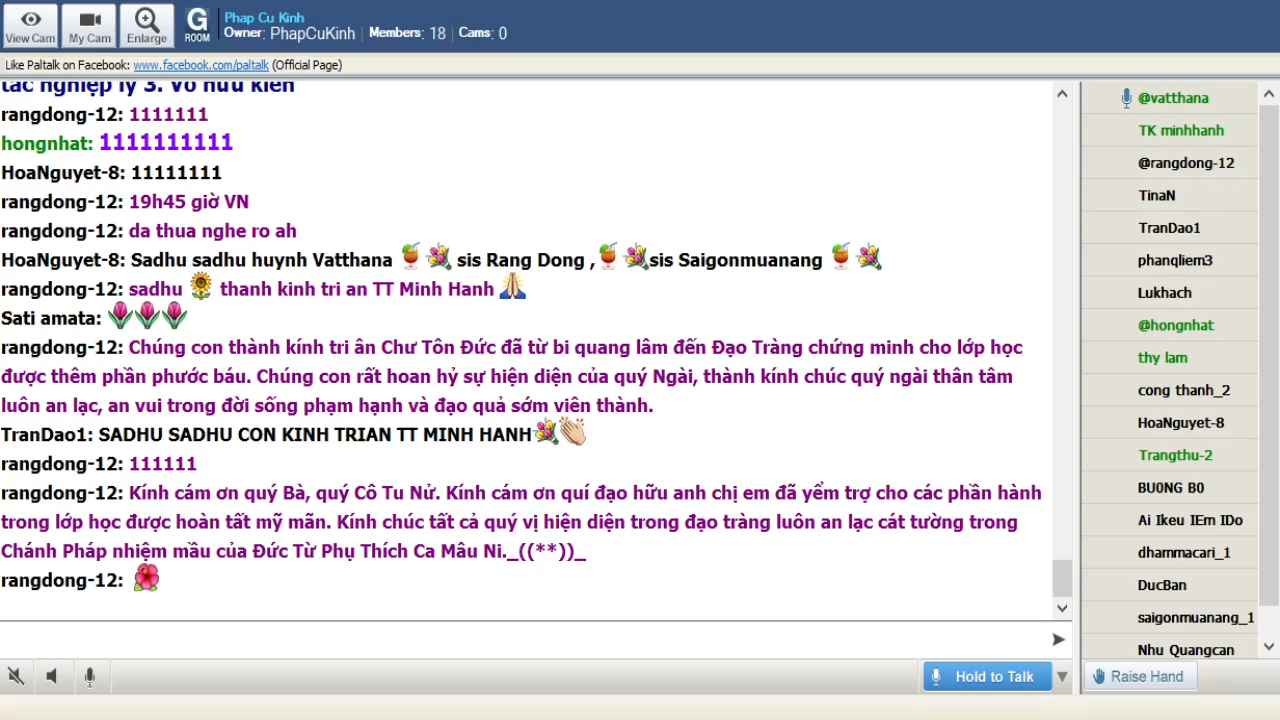 View Cam
My Cam
Enlarge
G
ROOM
Phap Cu Kinh
Owner: PhapCuKinh | Members: 18 | Cams: 0
Like Paltalk on Facebook: www.facebook.com/paltalk (Official Page)
tác nghiệp lý 3. Vô hữu kiến
rangdong-12: 1111111
hongnhat: 1111111111
HoaNguyet-8: 11111111
rangdong-12: 19h45 giờ VN
rangdong-12: da thua nghe ro ah
HoaNguyet-8: Sadhu sadhu huynh Vatthana sis Rang Dong , sis Saigonmuanang
rangdong-12: sadhu thanh kinh tri an TT Minh Hanh
Sati amata:
rangdong-12: Chúng con thành kính tri ân Chư Tôn Đức đã từ bi quang lâm đến Đạo Tràng chứng minh cho lớp học
được thêm phần phước báu. Chúng con rất hoan hỷ sự hiện diện của quý Ngài, thành kính chúc quý ngài thân tâm
luôn an lạc, an vui trong đời sống phạm hạnh và đạo quả sớm viên thành.
TranDao1: SADHU SADHU CON KINH TRIAN TT MINH HANH
rangdong-12: 111111
rangdong-12: Kính cám ơn quý Bà, quý Cô Tu Nử. Kính cám ơn quí đạo hữu anh chị em đã yểm trợ cho các phần hành
trong lớp học được hoàn tất mỹ mãn. Kính chúc tất cả quý vị hiện diện trong đạo tràng luôn an lạc cát tường trong
Chánh Pháp nhiệm mầu của Đức Từ Phụ Thích Ca Mâu Ni._((**))_
rangdong-12:
@vatthana
TK minhhanh
@rangdong-12
TinaN
TranDao1
phanqliem3
Lukhach
@hongnhat
thy lam
cong thanh_2
HoaNguyet-8
Trangthu-2
BU0NG B0
Ai Ikeu IEm IDo
dhammacari_1
DucBan
saigonmuanang_1
Nhu Quangcan
Hold to Talk
Raise Hand